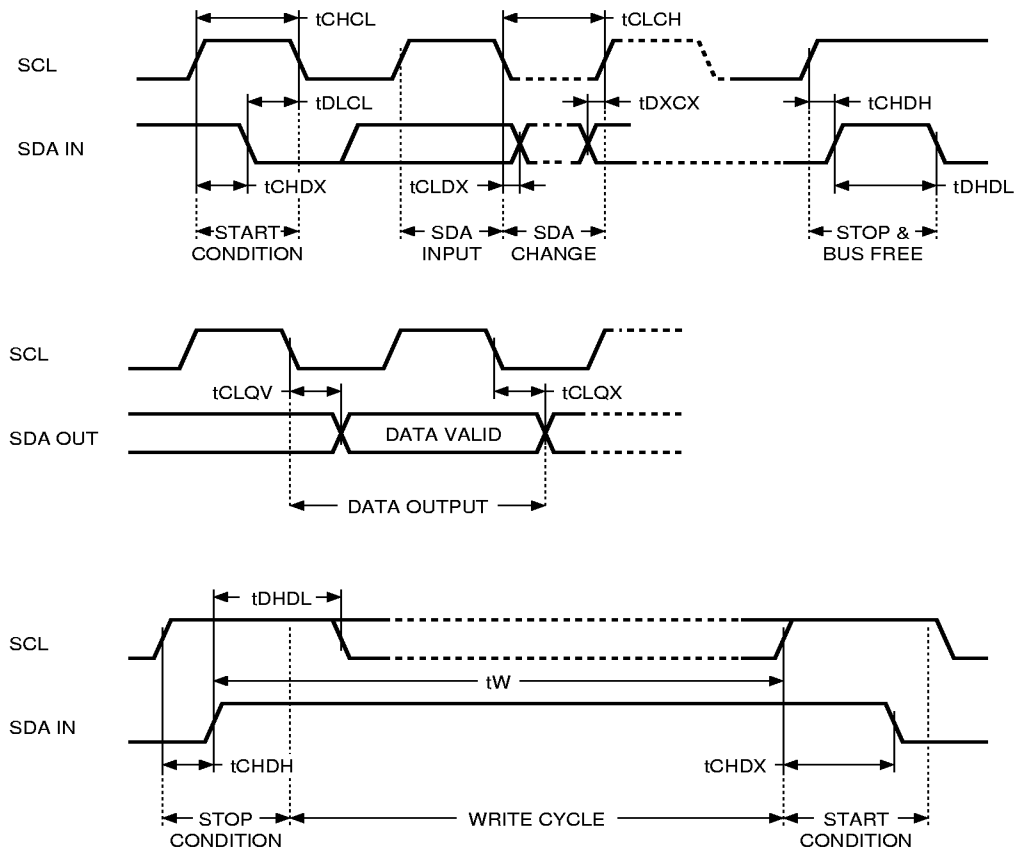 tCHCL
tCLCH
SCL
tDLCL
tDXCX
tCHDH
SDA IN
tCHDX
tCLDX
tDHDL
START
CONDITION
SDA
INPUT
SDA
CHANGE
STOP &
BUS FREE
SCL
tCLQV
tCLQX
SDA OUT
DATA VALID
DATA OUTPUT
tDHDL
SCL
tW
SDA IN
tCHDH
tCHDX
STOP
CONDITION
WRITE CYCLE
START
CONDITION